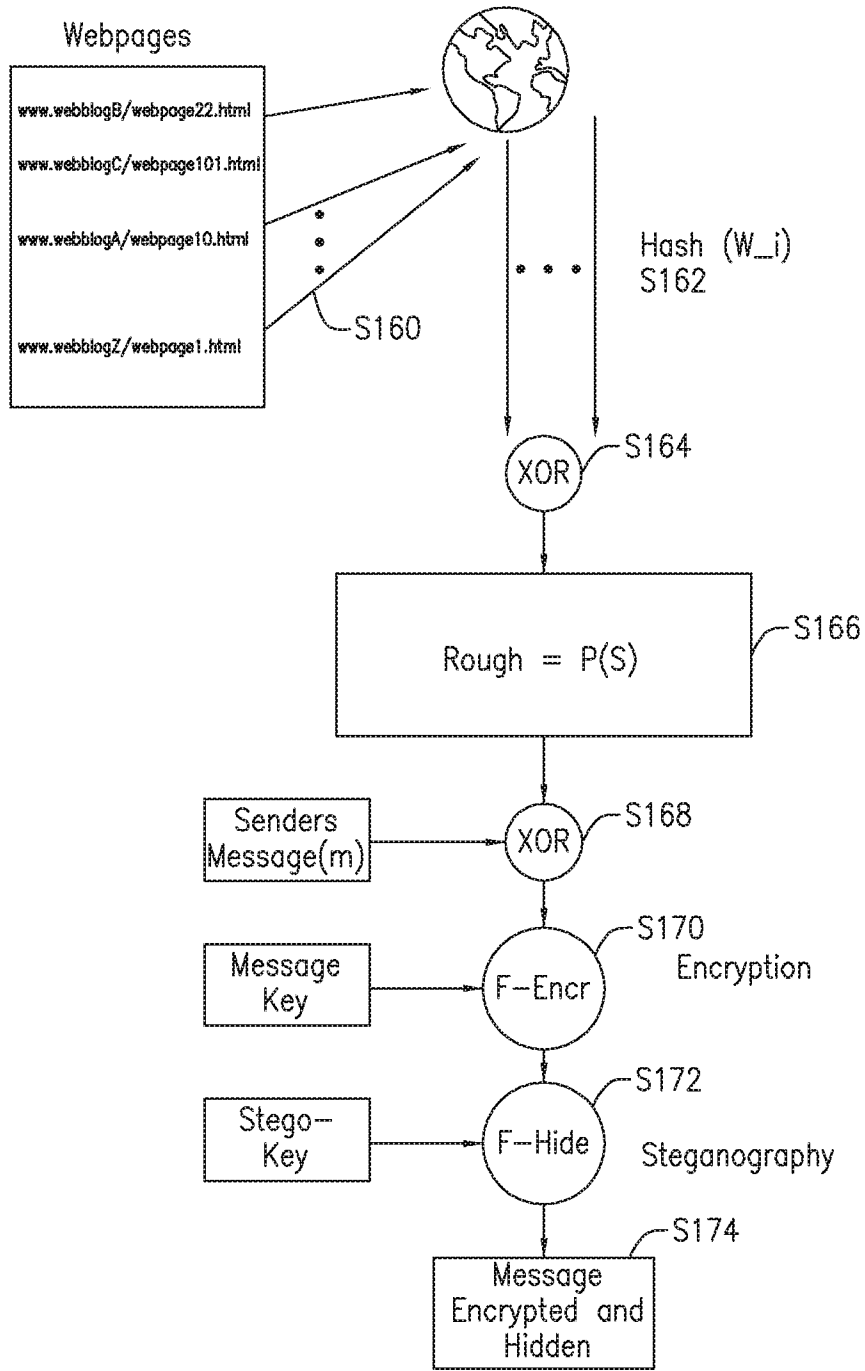 Webpages
www.webblogB/webpage22.html
www.webblogC/webpage101.html
www.webblogA/webpage10.html
www.webblogZ/webpage1.html
S160
Hash (W_i)
S162
XOR
S164
Rough = P(S)
S166
Senders
Message(m)
XOR
S168
Message
Key
F-Encr
S170
Encryption
Stego-
Key
F-Hide
S172
Steganography
S174
Message
Encrypted and
Hidden